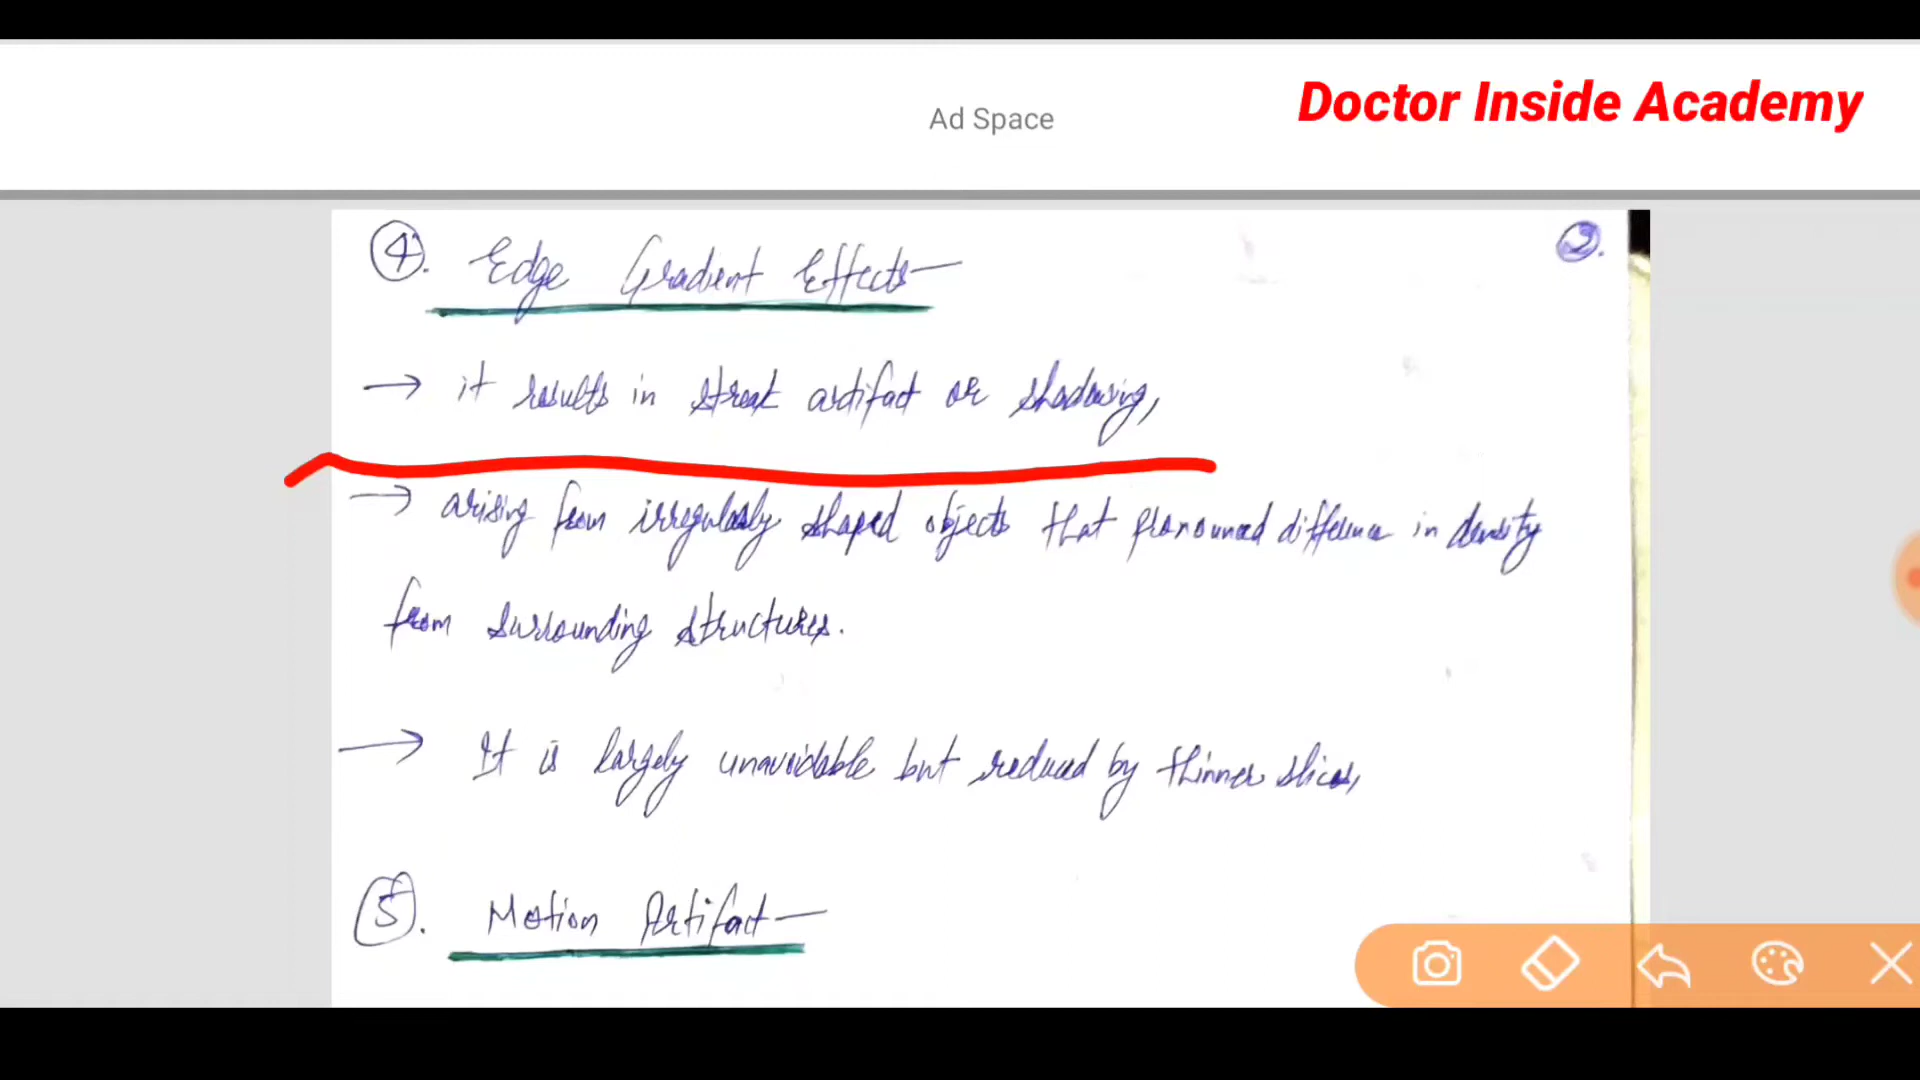 Doctor Inside Academy
Ad Space
④. Edge Gradient Effects— ②.
→ it results in streak artifact or shadowing,
→ arising from irregularly shaped objects that pronounced difference in density
from surrounding structures.
→ It is largely unavoidable but reduced by thinner slices,
⑤. Motion Artifact—